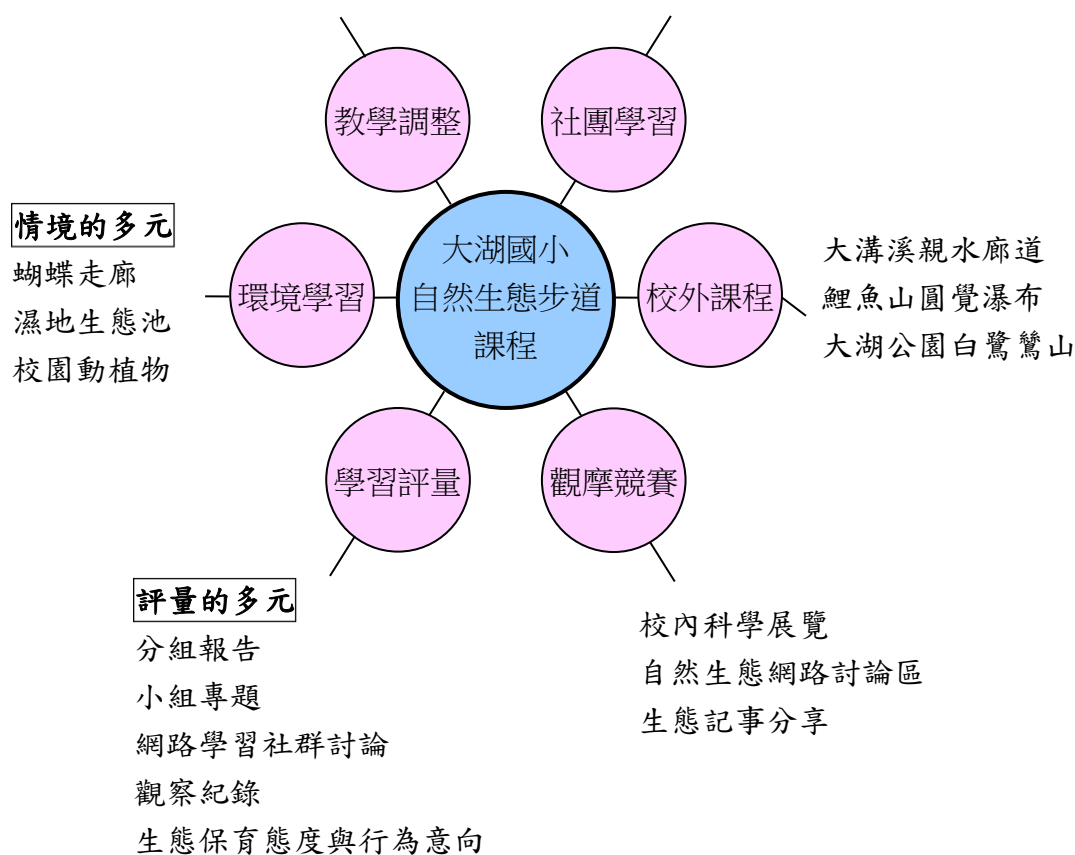 教學調整
社團學習
情境的多元
蝴蝶走廊
濕地生態池
校園動植物
環境學習
大湖國小
自然生態步道
課程
校外課程
大溝溪親水廊道
鯉魚山圓覺瀑布
大湖公園白鷺鷥山
學習評量
觀摩競賽
評量的多元
分組報告
小組專題
網路學習社群討論
觀察紀錄
生態保育態度與行為意向
校內科學展覽
自然生態網路討論區
生態記事分享